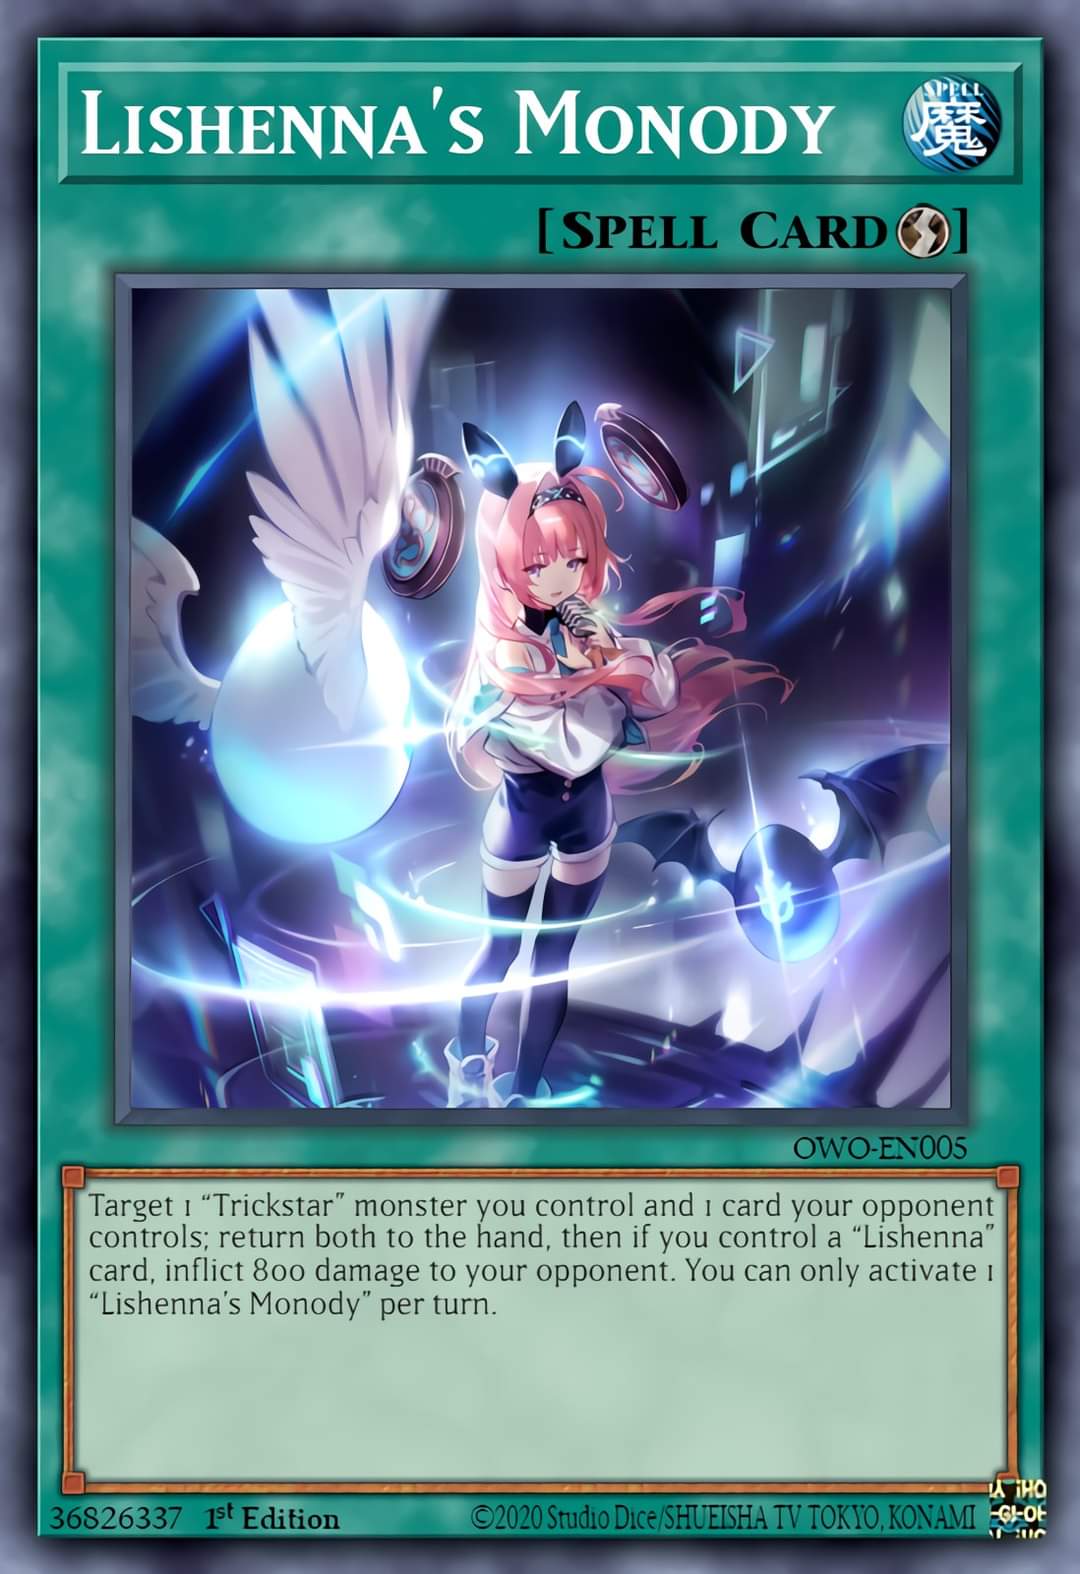 Lishenna's Monody
SPELL
魔
[Spell Card]
OWO-EN005
Target 1 “Trickstar” monster you control and 1 card your opponent
controls; return both to the hand, then if you control a “Lishenna”
card, inflict 800 damage to your opponent. You can only activate 1
“Lishenna’s Monody” per turn.
36826337 1st Edition ©2020 Studio Dice/SHUEISHA TV TOKYO, KONAMI